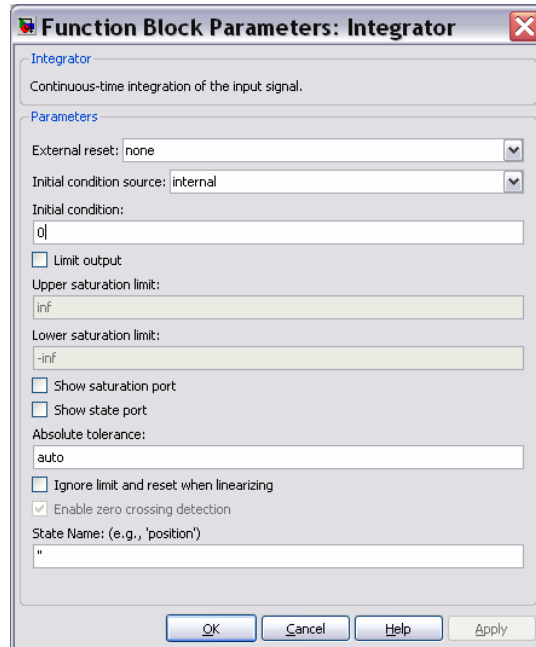 Function Block Parameters: Integrator
Integrator
Continuous-time integration of the input signal.
Parameters
External reset: none
Initial condition source: internal
Initial condition:
0
Limit output
Upper saturation limit:
inf
Lower saturation limit:
-inf
Show saturation port
Show state port
Absolute tolerance:
auto
Ignore limit and reset when linearizing
Enable zero crossing detection
State Name: (e.g., 'position')
''
OK Cancel Help Apply